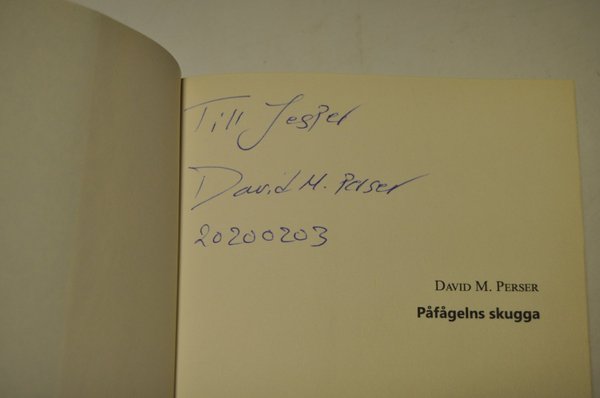 Till Jesper
David M. Perser
20200203
DAVID M. PERSER
Påfågelns skugga